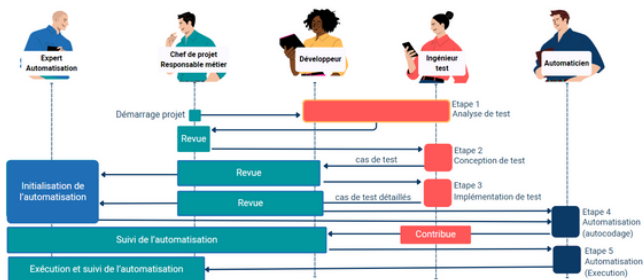 Expert
Automatisation
Chef de projet
Responsable métier
Développeur
Ingénieur
test
Automaticien
Démarrage projet
Etape 1
Analyse de test
Revue
Etape 2
Conception de test
cas de test
Revue
Etape 3
Implémentation de test
Initialisation de
l'automatisation
cas de test détaillés
Revue
Etape 4
Automatisation
(autocodage)
Suivi de l'automatisation
Contribue
Etape 5
Automatisation
(Execution)
Exécution et suivi de l'automatisation